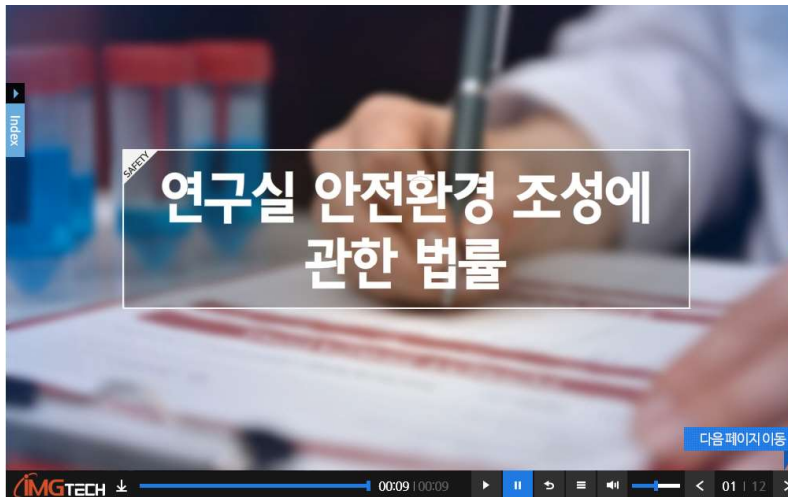 Index
SAFETY
연구실 안전환경 조성에
관한 법률
다음 페이지 이동
iMGTECH 00:09 | 00:09 01 | 12